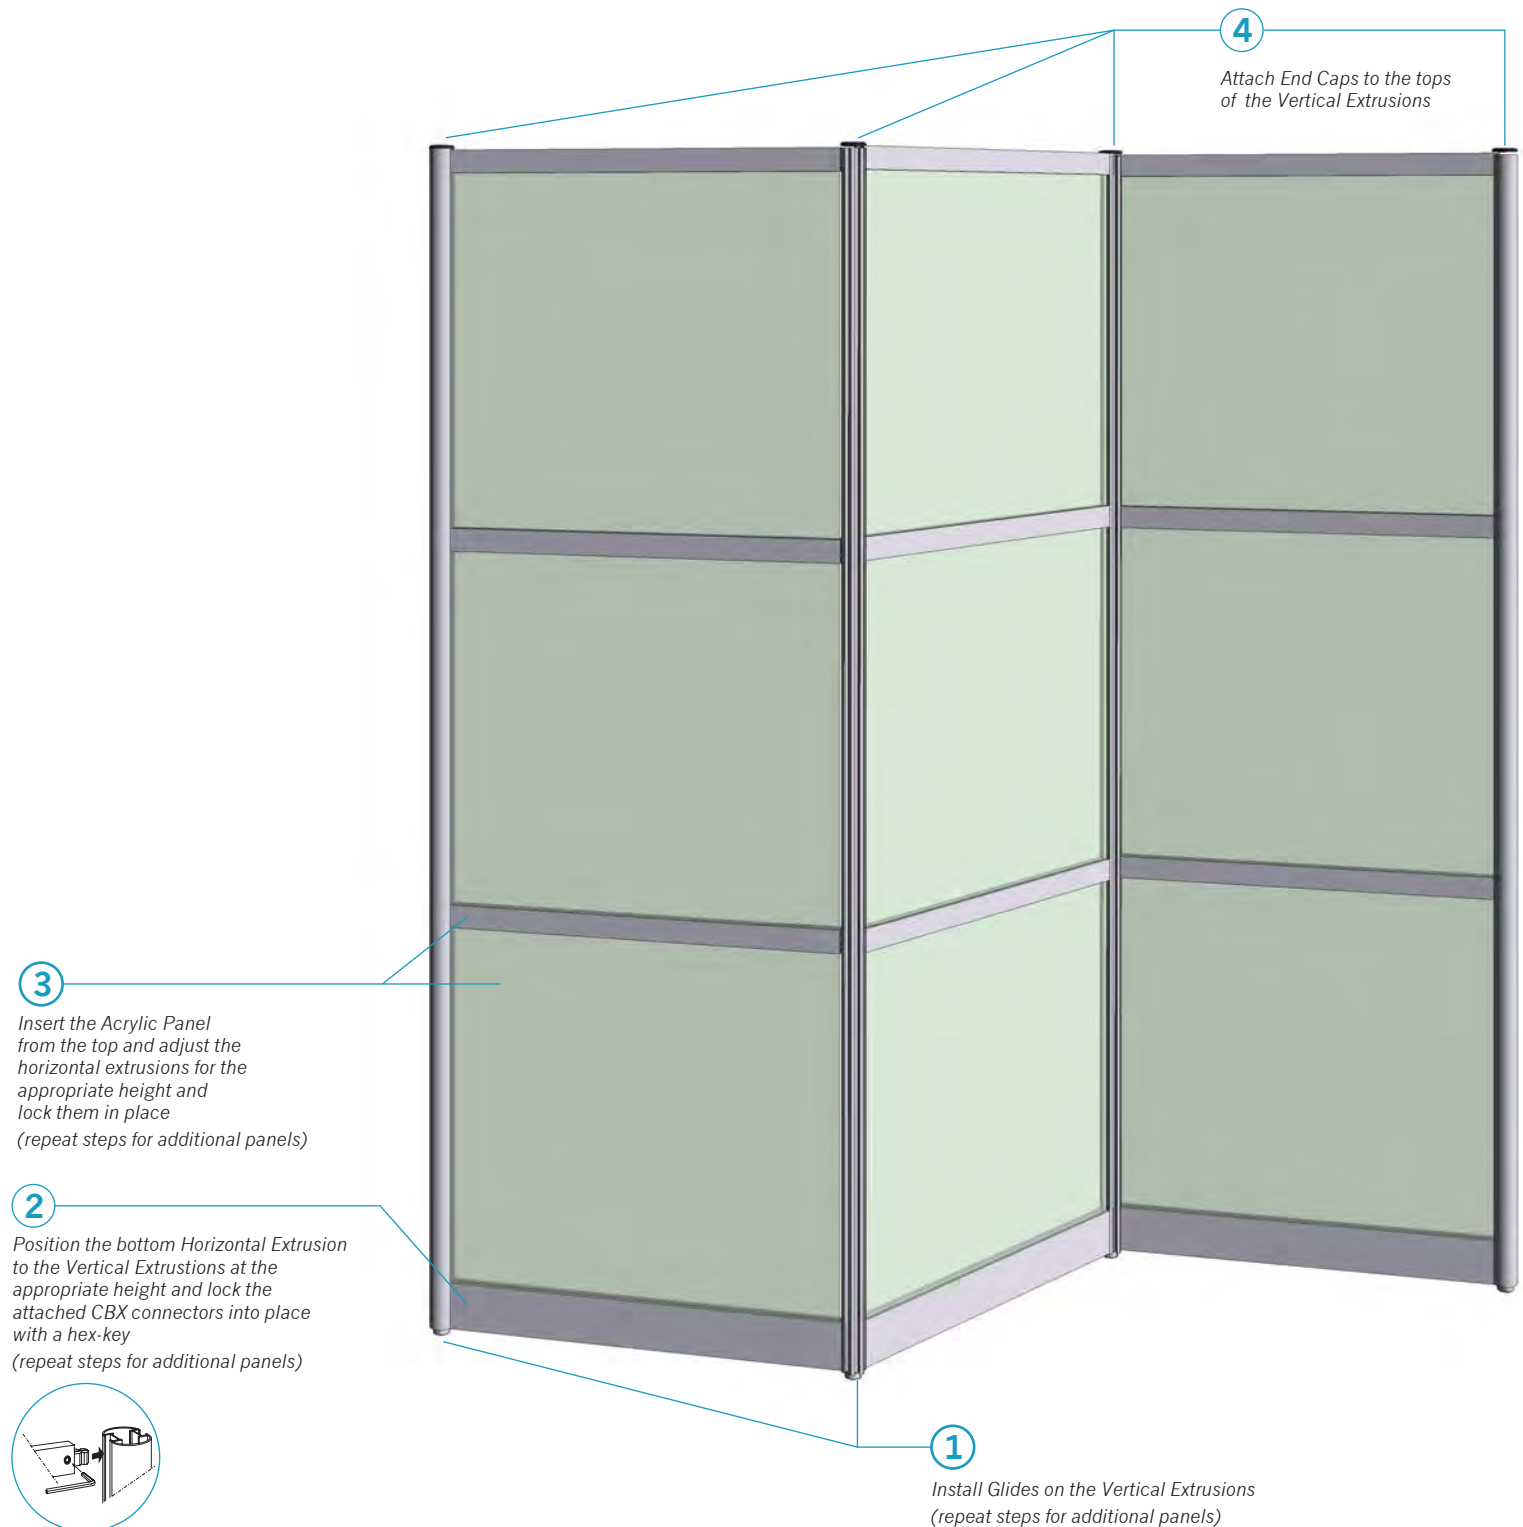 4
Attach End Caps to the tops
of the Vertical Extrusions
3
Insert the Acrylic Panel
from the top and adjust the
horizontal extrusions for the
appropriate height and
lock them in place
(repeat steps for additional panels)
2
Position the bottom Horizontal Extrusion
to the Vertical Extrustions at the
appropriate height and lock the
attached CBX connectors into place
with a hex-key
(repeat steps for additional panels)
1
Install Glides on the Vertical Extrusions
(repeat steps for additional panels)